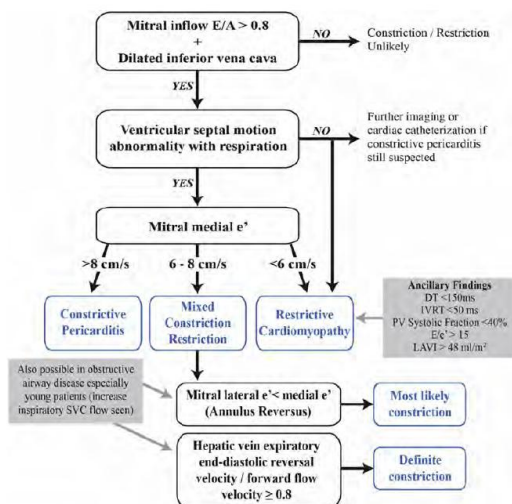 Mitral inflow E/A > 0.8
+
Dilated inferior vena cava
NO
Constriction / Restriction
Unlikely
YES
Ventricular septal motion
abnormality with respiration
NO
Further imaging or
cardiac catheterization if
constrictive pericarditis
still suspected
YES
Mitral medial e'
>8 cm/s
6 - 8 cm/s
<6 cm/s
Constrictive
Pericarditis
Mixed
Constriction
Restriction
Restrictive
Cardiomyopathy
Ancillary Findings
DT <150ms
IVRT <50 ms
PV Systolic Fraction <40%
E/e' > 15
LAVI > 48 ml/m²
Also possible in obstructive
airway disease especially
young patients (increase
inspiratory SVC flow seen)
Mitral lateral e'< medial e'
(Annulus Reversus)
Most likely
constriction
Hepatic vein expiratory
end-diastolic reversal
velocity / forward flow
velocity ≥ 0.8
Definite
constriction